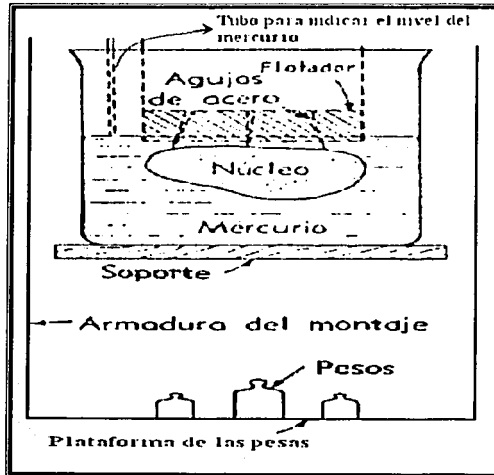 Tubo para indicar el nivel del
mercurio
Flotador
Agujas
de acero
Núcleo
Mercurio
Soporte
Armadura del montaje
Pesos
Plataforma de las pesas